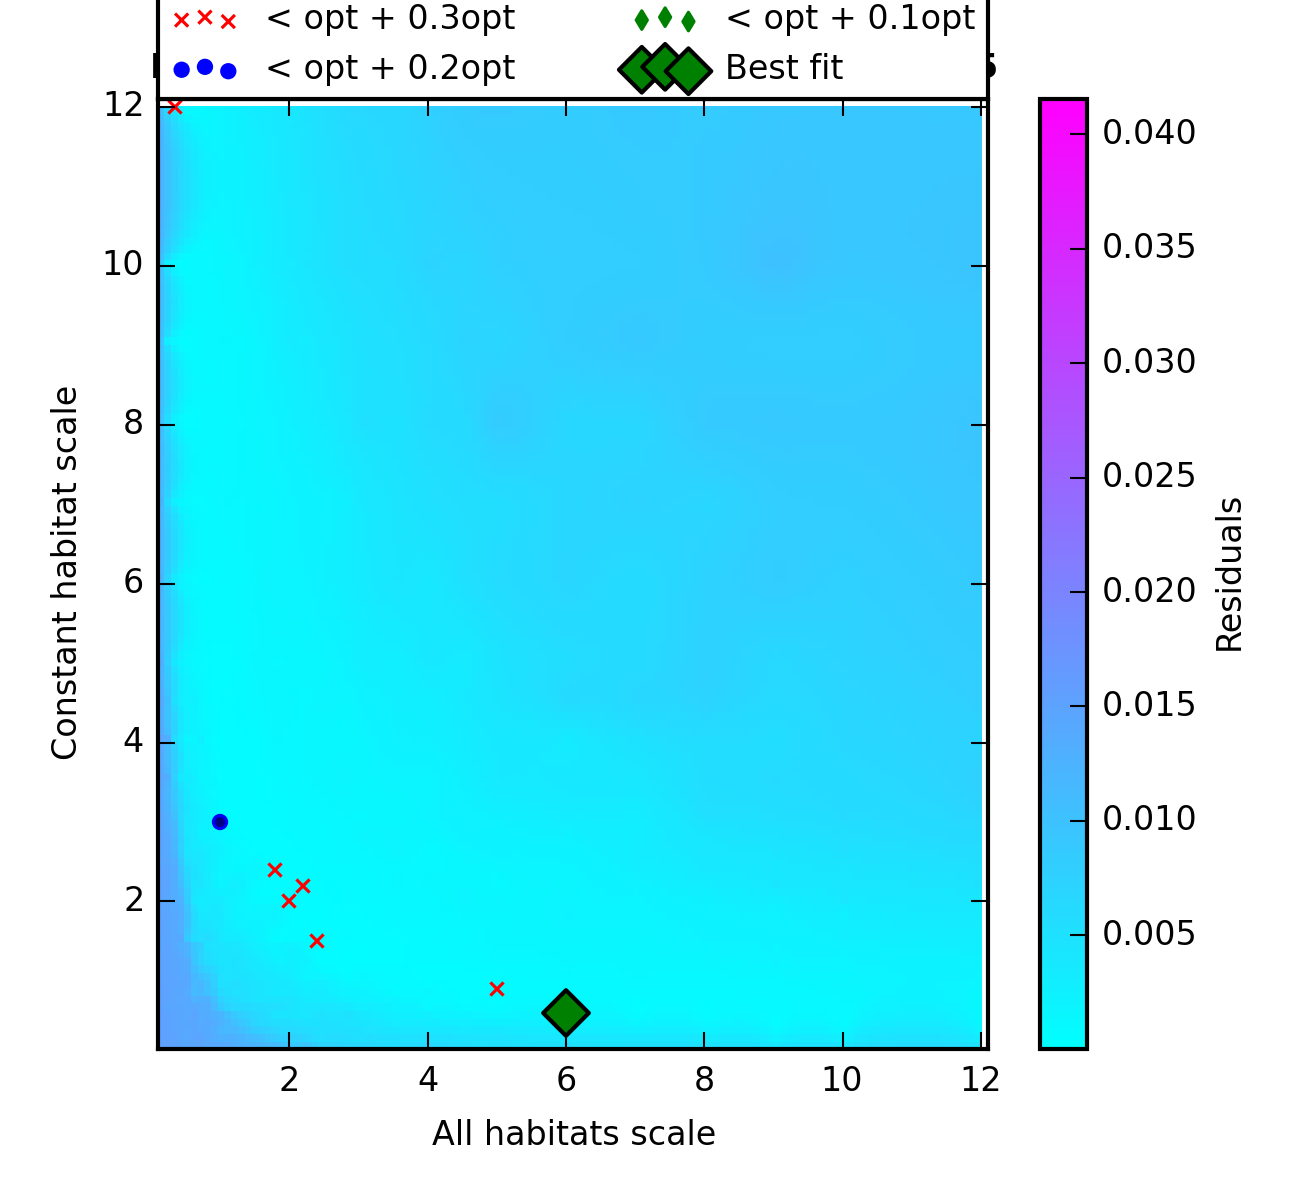 < opt + 0.3opt
< opt + 0.1opt
< opt + 0.2opt
Best fit
12
10
8
6
4
2
Constant habitat scale
2
4
6
8
10
12
All habitats scale
0.040
0.035
0.030
0.025
0.020
0.015
0.010
0.005
Residuals